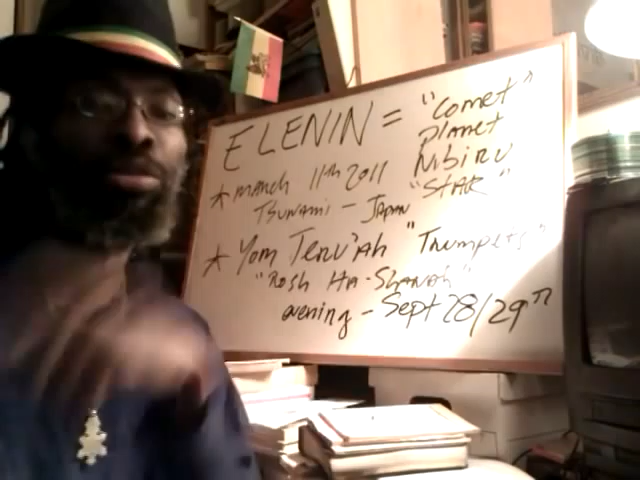 ELENIN = "Comet"
planet
Nibiru
* March 11th 2011 "STAR"
Tsunami - Japan
* Yom Teru'ah "Trumpets"
"Rosh Ha-Shanah"
evening - Sept 28/29th